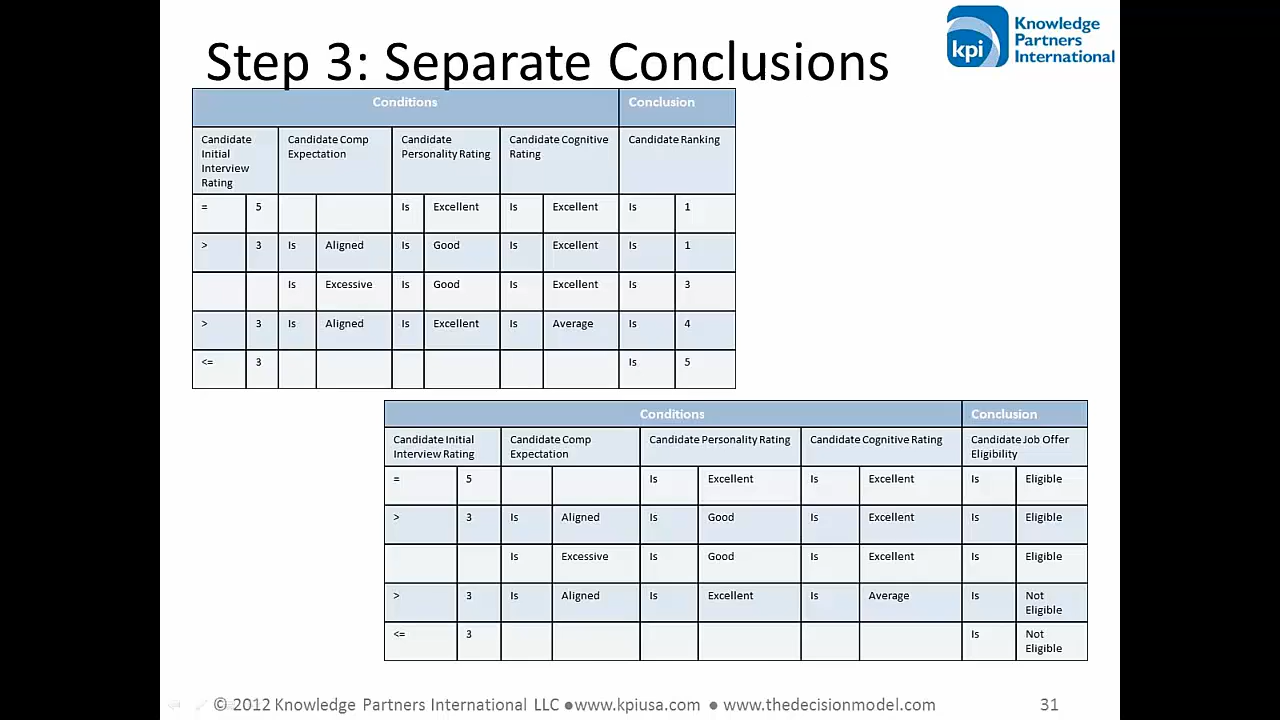 Step 3: Separate Conclusions
kpi
Knowledge
Partners
International
Conditions Conclusion
Candidate Initial Interview Rating Candidate Comp Expectation Candidate Personality Rating Candidate Cognitive Rating Candidate Ranking
= 5 Is Excellent Is Excellent Is 1
> 3 Is Aligned Is Good Is Excellent Is 1
Is Excessive Is Good Is Excellent Is 3
> 3 Is Aligned Is Excellent Is Average Is 4
<= 3 Is 5
Conditions Conclusion
Candidate Initial Interview Rating Candidate Comp Expectation Candidate Personality Rating Candidate Cognitive Rating Candidate Job Offer Eligibility
= 5 Is Excellent Is Excellent Is Eligible
> 3 Is Aligned Is Good Is Excellent Is Eligible
Is Excessive Is Good Is Excellent Is Eligible
> 3 Is Aligned Is Excellent Is Average Is Not Eligible
<= 3 Is Not Eligible
© 2012 Knowledge Partners International LLC ●www.kpiusa.com ● www.thedecisionmodel.com 31